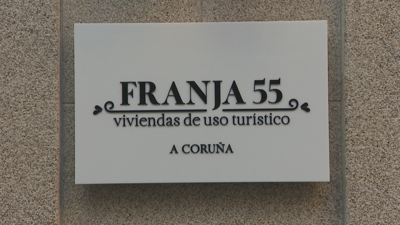 FRANJA 55
viviendas de uso turístico
A CORUÑA